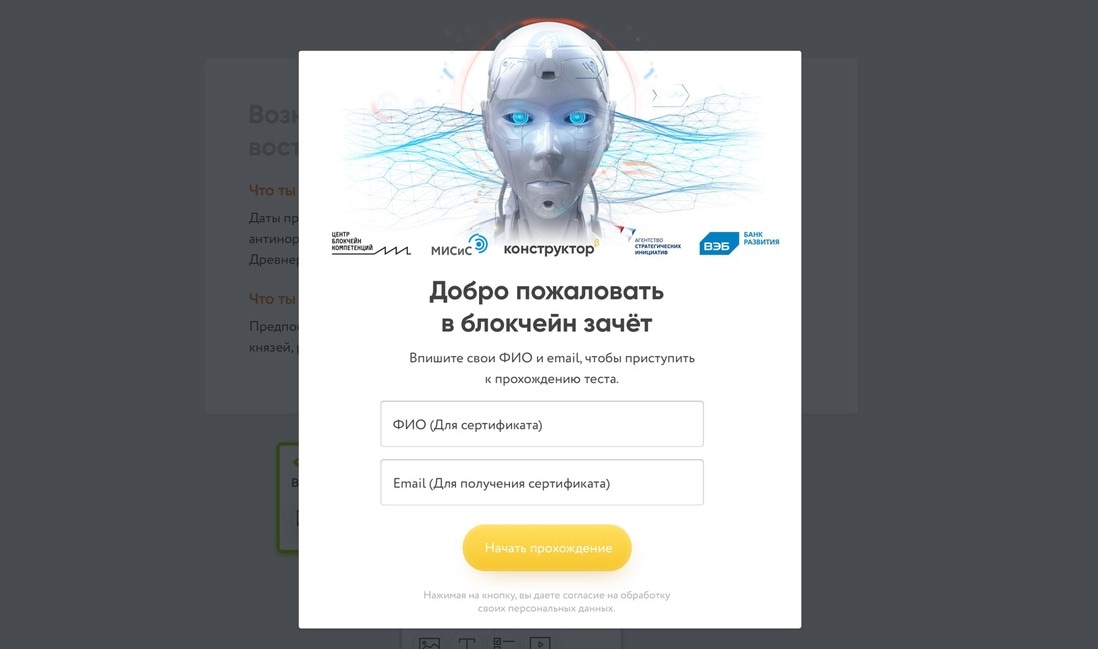 Возн
вост
Что ты
Даты пр
антинор
Древне
Что ты
Предпо
князей,
В
ЦЕНТР
БЛОКЧЕЙН
КОМПЕТЕНЦИЙ
МИСиС
конструктор β
АГЕНТСТВО
СТРАТЕГИЧЕСКИХ
ИНИЦИАТИВ
ВЭБ
БАНК
РАЗВИТИЯ
Добро пожаловать
в блокчейн зачёт
Впишите свои ФИО и email, чтобы приступить
к прохождению теста.
ФИО (Для сертификата)
Email (Для получения сертификата)
Начать прохождение
Нажимая на кнопку, вы даете согласие на обработку
своих персональных данных.